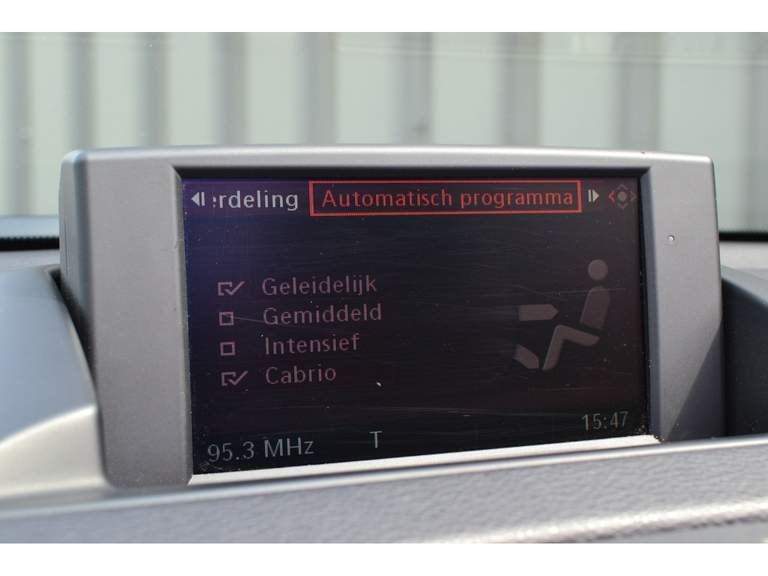 :rdeling Automatisch programma
Geleidelijk
Gemiddeld
Intensief
Cabrio
15:47
95.3 MHz T